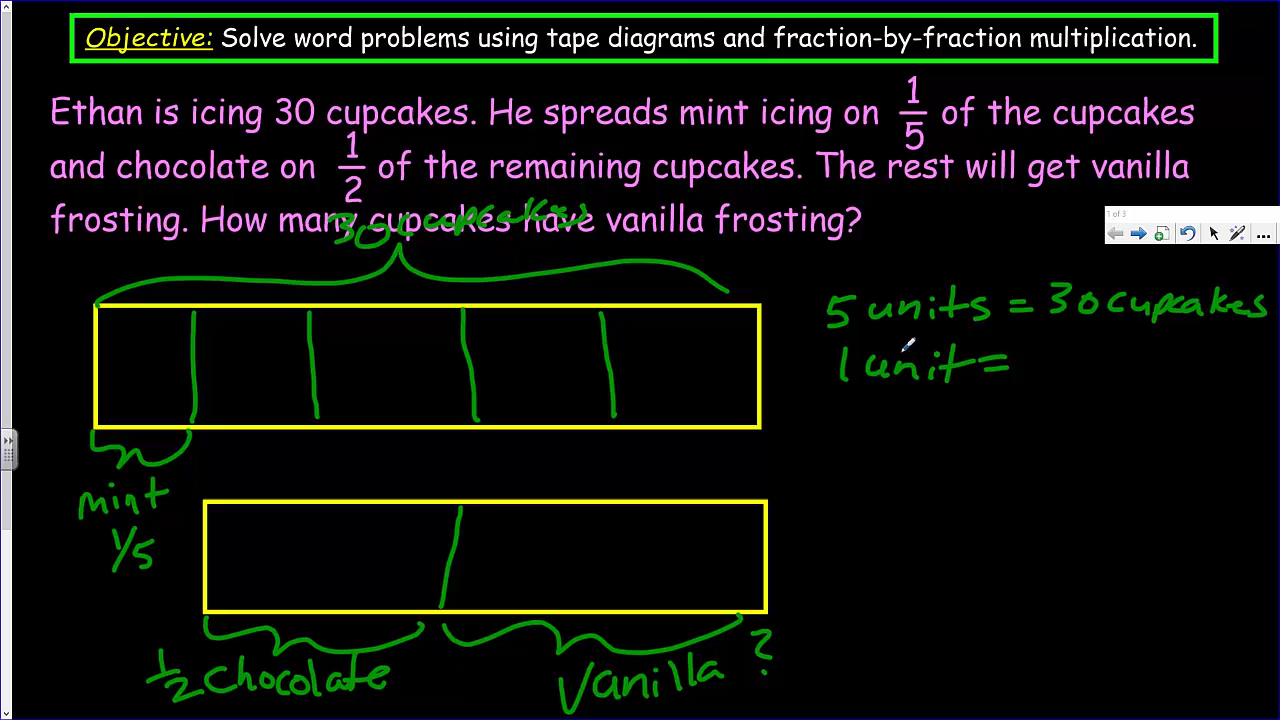 Objective: Solve word problems using tape diagrams and fraction-by-fraction multiplication.
Ethan is icing 30 cupcakes. He spreads mint icing on 1/5 of the cupcakes
and chocolate on 1/2 of the remaining cupcakes. The rest will get vanilla
frosting. How many cupcakes have vanilla frosting?
30 cupcakes
1 of 3
5 units = 30 cupcakes
1 unit =
mint
1/5
1/2 chocolate
Vanilla ?